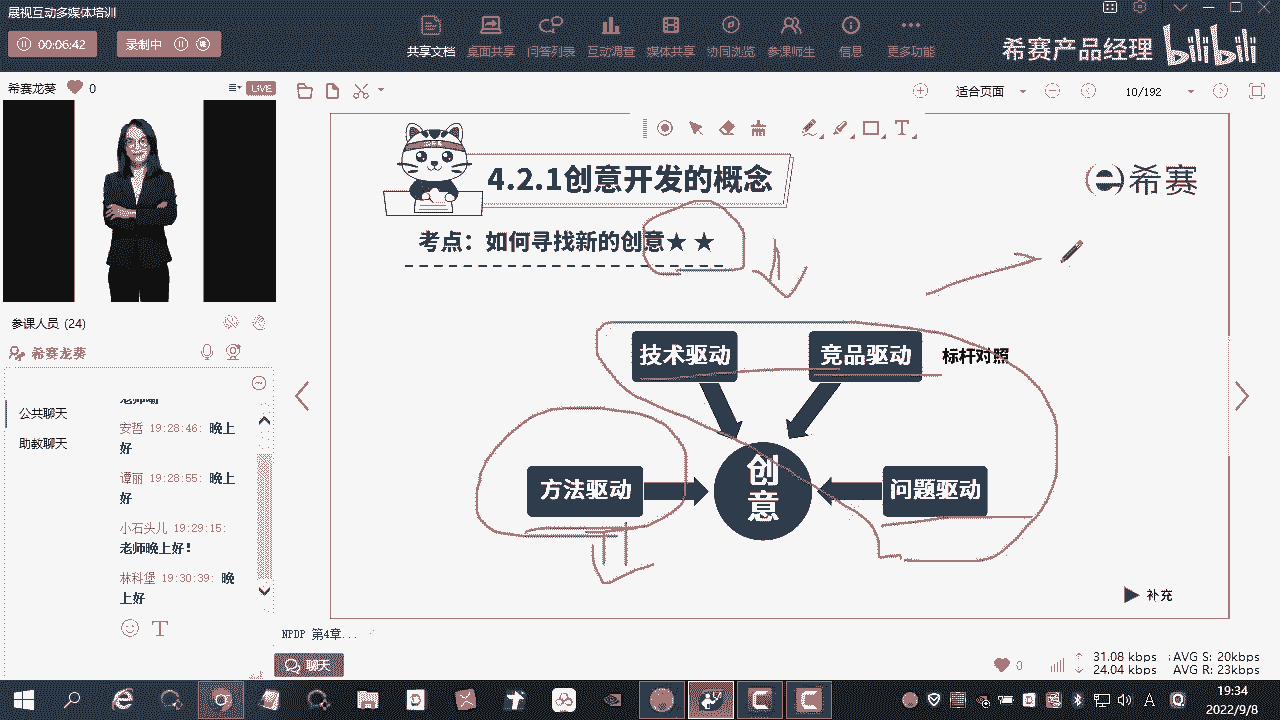 展视互动多媒体培训
00:06:42
录制中
共享文档
桌面共享
问答列表
互动调查
媒体共享
协同浏览
参课师生
信息
更多功能
希赛产品经理 bilibili
希赛龙葵 0 LIVE
适合页面 10/192
4.2.1创意开发的概念
希赛
考点：如何寻找新的创意★★
技术驱动
竞品驱动
标杆对照
方法驱动
创意
问题驱动
补充
参课人员 (24)
希赛龙葵
公共聊天
助教聊天
安哲 19:28:46: 晚上好
谭丽 19:28:55: 晚上好
小石头儿 19:29:15:
老师晚上好！
林科堡 19:30:39: 晚上好
NPDP 第4章...
聊天
0
31.08 kbps AVG S: 20kbps
24.04 kbps AVG R: 23kbps
19:34
2022/9/8